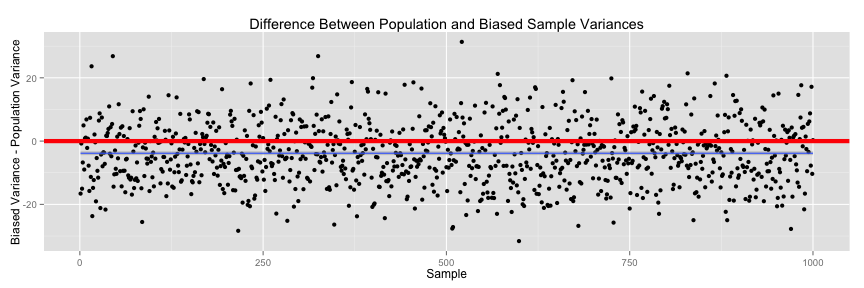 Difference Between Population and Biased Sample Variances
Biased Variance - Population Variance
20
0
-20
0
250
500
750
1000
Sample